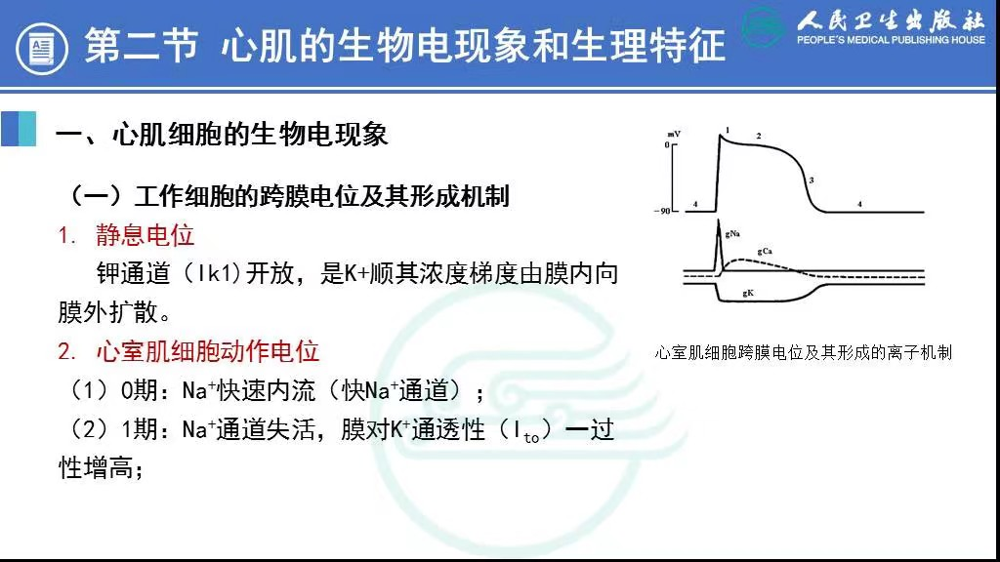 第二节 心肌的生物电现象和生理特征
人民卫生出版社
PEOPLE'S MEDICAL PUBLISHING HOUSE
一、心肌细胞的生物电现象
（一）工作细胞的跨膜电位及其形成机制
1. 静息电位
钾通道（Ik1)开放，是K+顺其浓度梯度由膜内向
膜外扩散。
2. 心室肌细胞动作电位
（1）0期：Na⁺快速内流（快Na⁺通道）；
（2）1期：Na⁺通道失活，膜对K⁺通透性（Ito）一过
性增高；
mV
0
-90
1
2
3
4
4
gNa
gCa
gK
心室肌细胞跨膜电位及其形成的离子机制